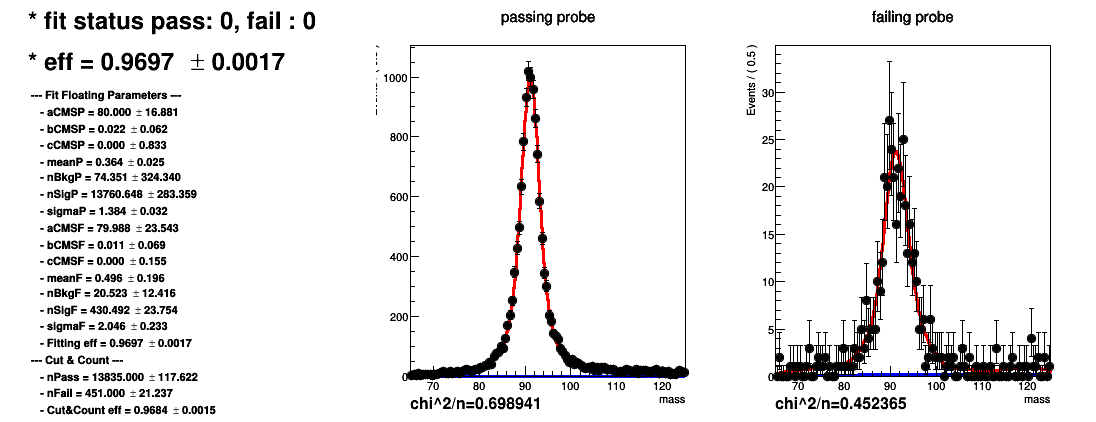 * fit status pass: 0, fail : 0
* eff = 0.9697 ± 0.0017
--- Fit Floating Parameters ---
- aCMSP = 80.000 ± 16.881
- bCMSP = 0.022 ± 0.062
- cCMSP = 0.000 ± 0.833
- meanP = 0.364 ± 0.025
- nBkgP = 74.351 ± 324.340
- nSigP = 13760.648 ± 283.359
- sigmaP = 1.384 ± 0.032
- aCMSF = 79.988 ± 23.543
- bCMSF = 0.011 ± 0.069
- cCMSF = 0.000 ± 0.155
- meanF = 0.496 ± 0.196
- nBkgF = 20.523 ± 12.416
- nSigF = 430.492 ± 23.754
- sigmaF = 2.046 ± 0.233
- Fitting eff = 0.9697 ± 0.0017
--- Cut & Count ---
- nPass = 13835.000 ± 117.622
- nFail = 451.000 ± 21.237
- Cut&Count eff = 0.9684 ± 0.0015
passing probe
1000
800
600
400
200
0
70 80 90 100 110 120
mass
chi^2/n=0.698941
failing probe
Events / ( 0.5 )
30
25
20
15
10
5
0
70 80 90 100 110 120
mass
chi^2/n=0.452365